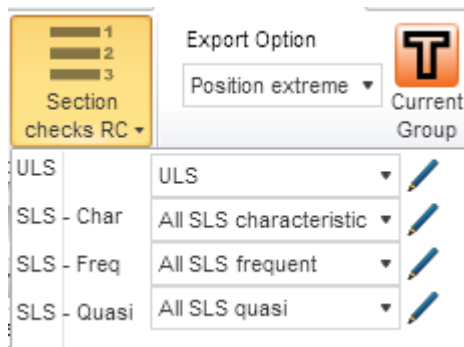 1
2
3
Section
checks RC
Export Option
Position extreme
T
Current
Group
ULS
ULS
SLS - Char
All SLS characteristic
SLS - Freq
All SLS frequent
SLS - Quasi
All SLS quasi